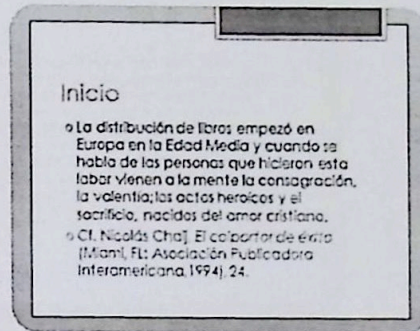 Inicio
La distribución de libros empezó en
Europa en la Edad Media y cuando se
habla de las personas que hicieron esta
labor vienen a la mente la consagración,
la valentía; los actos heroicos y el
sacrificio, nacidos del amor cristiano.
Cf. Nicolás Chaij. El colportor de éxito
(Miami, FL: Asociación Publicadora
Interamericana, 1994), 24.